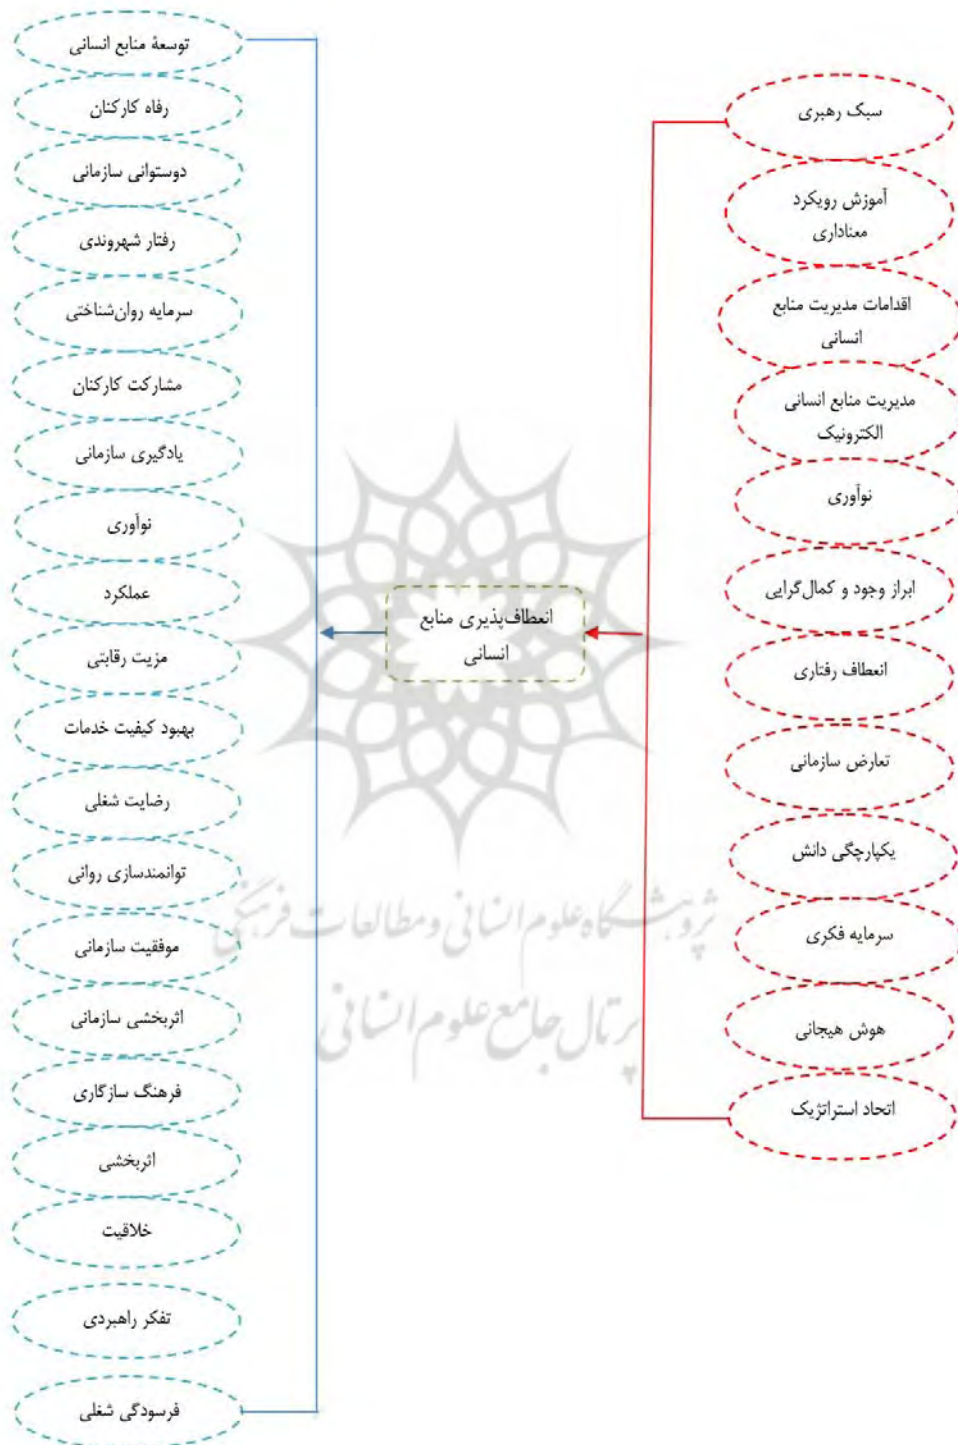 سبک رهبری
آموزش رویکرد
معناداری
اقدامات مدیریت منابع
انسانی
مدیریت منابع انسانی
الکترونیک
نوآوری
ابراز وجود و کمال‌گرایی
انعطاف رفتاری
تعارض سازمانی
یکپارچگی دانش
سرمایه فکری
هوش هیجانی
اتحاد استراتژیک
انعطاف‌پذیری منابع
انسانی
توسعهٔ منابع انسانی
رفاه کارکنان
دوستوانی سازمانی
رفتار شهروندی
سرمایه روان‌شناختی
مشارکت کارکنان
یادگیری سازمانی
نوآوری
عملکرد
مزیت رقابتی
بهبود کیفیت خدمات
رضایت شغلی
توانمندسازی روانی
موفقیت سازمانی
اثربخشی سازمانی
فرهنگ سازگاری
اثربخشی
خلاقیت
تفکر راهبردی
فرسودگی شغلی
پژوهشگاه علوم انسانی و مطالعات فرهنگی
پرتال جامع علوم انسانی